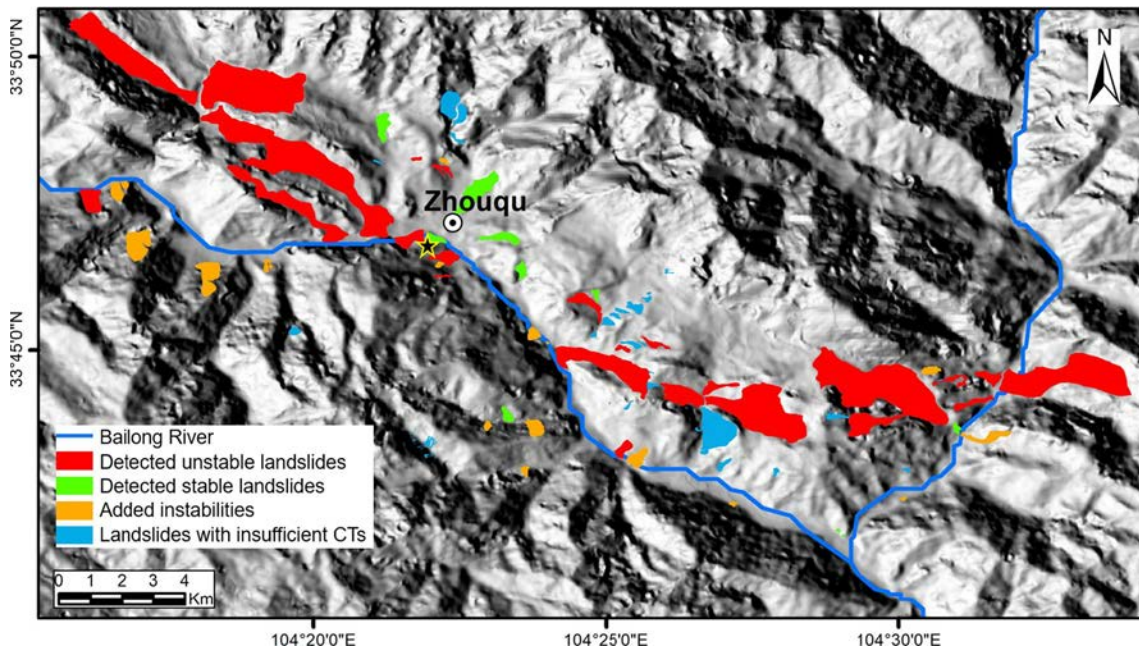 33°50'0"N
N
Zhouqu
33°45'0"N
Bailong River
Detected unstable landslides
Detected stable landslides
Added instabilities
Landslides with insufficient CTs
0 1 2 3 4
Km
104°20'0"E
104°25'0"E
104°30'0"E